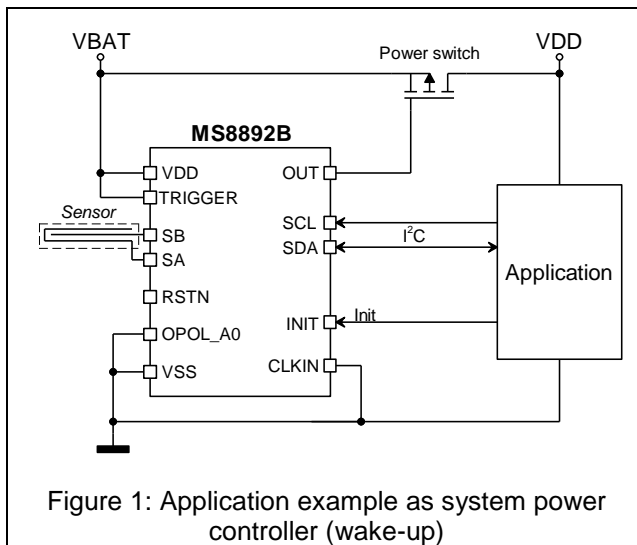 Power switch
VBAT
VDD
MS8892B
VDD
OUT
TRIGGER
Sensor
SCL
SB
I²C
SDA
SA
Application
RSTN
Init
INIT
OPOL_A0
CLKIN
VSS
Figure 1: Application example as system power
controller (wake-up)